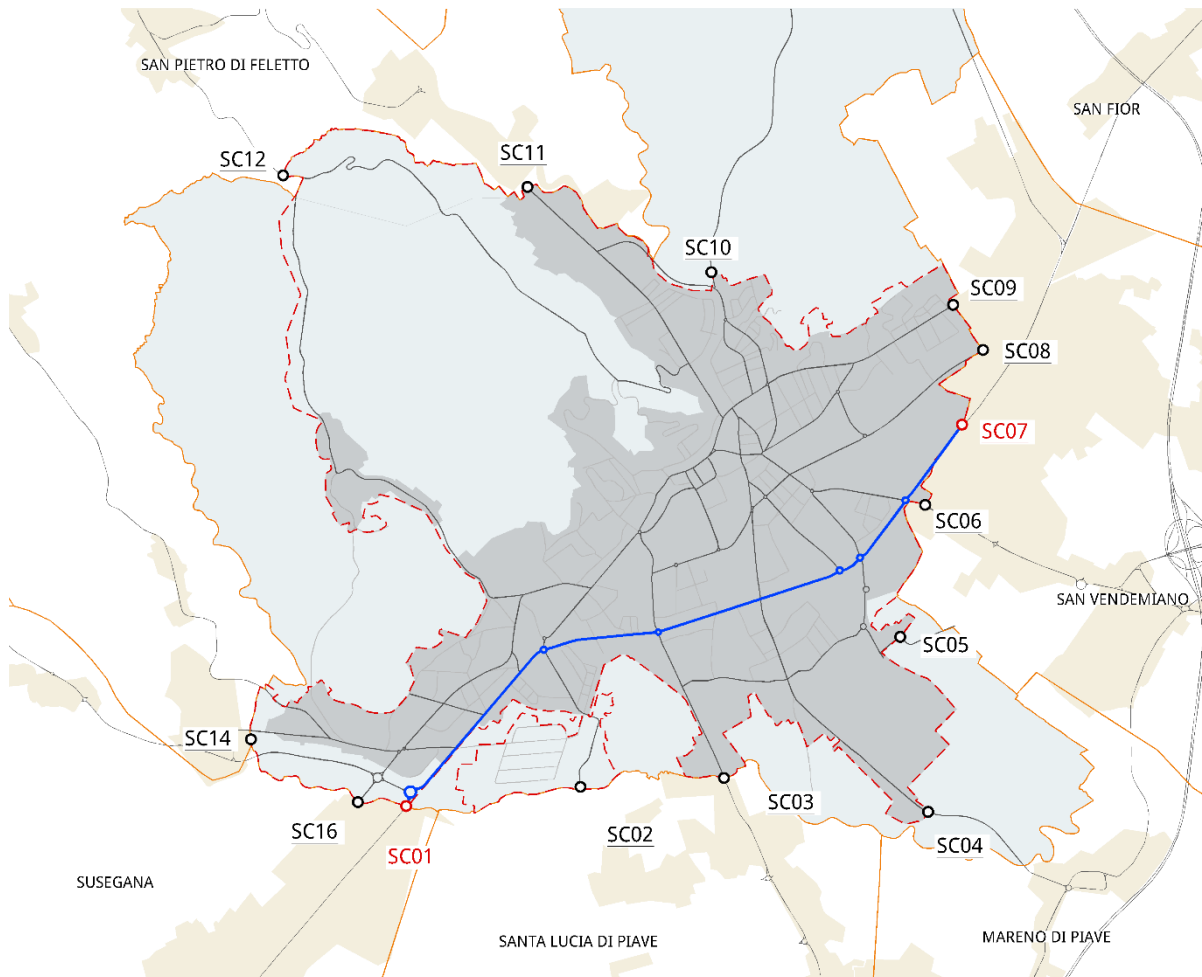 SAN PIETRO DI FELETTO
SAN FIOR
SC12
SC11
SC10
SC09
SC08
SC07
SC06
SAN VENDEMIANO
SC05
SC14
SC16
SC01
SC02
SC03
SC04
SUSEGANA
SANTA LUCIA DI PIAVE
MARENO DI PIAVE